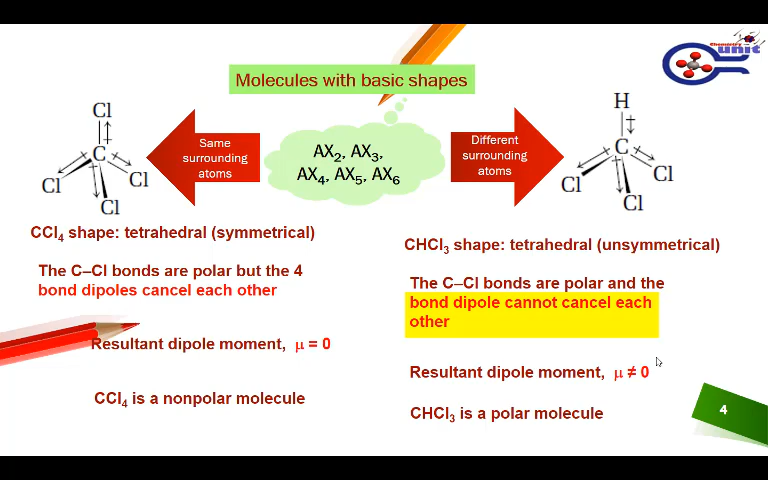 Chemistry
unit
Molecules with basic shapes
Cl
C
Cl
Cl
Cl
Same
surrounding
atoms
AX₂, AX₃,
AX₄, AX₅, AX₆
Different
surrounding
atoms
H
C
Cl
Cl
Cl
CCl₄ shape: tetrahedral (symmetrical)
The C–Cl bonds are polar but the 4
bond dipoles cancel each other
Resultant dipole moment, μ = 0
CCl₄ is a nonpolar molecule
CHCl₃ shape: tetrahedral (unsymmetrical)
The C–Cl bonds are polar and the
bond dipole cannot cancel each
other
Resultant dipole moment, μ ≠ 0
CHCl₃ is a polar molecule
4